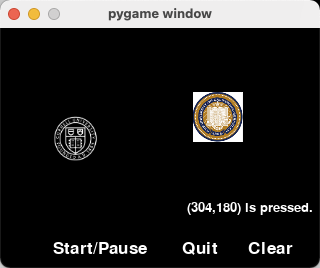 pygame window
(304,180) is pressed.
Start/Pause Quit Clear